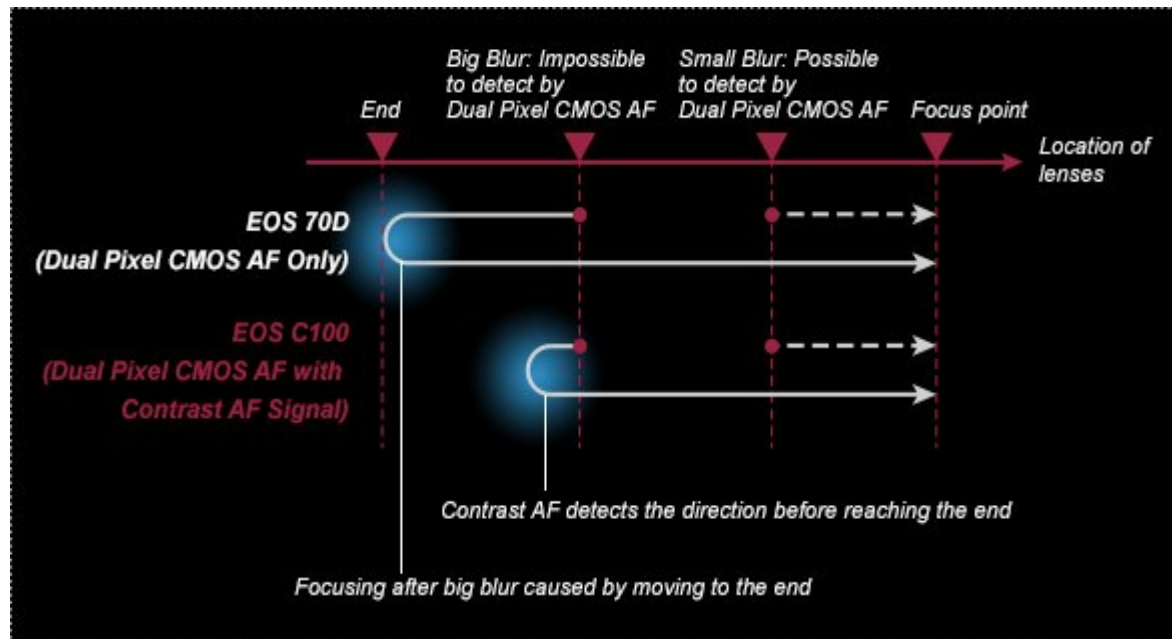 Big Blur: Impossible
to detect by
Dual Pixel CMOS AF
Small Blur: Possible
to detect by
Dual Pixel CMOS AF
End
Focus point
Location of
lenses
EOS 70D
(Dual Pixel CMOS AF Only)
EOS C100
(Dual Pixel CMOS AF with
Contrast AF Signal)
Contrast AF detects the direction before reaching the end
Focusing after big blur caused by moving to the end